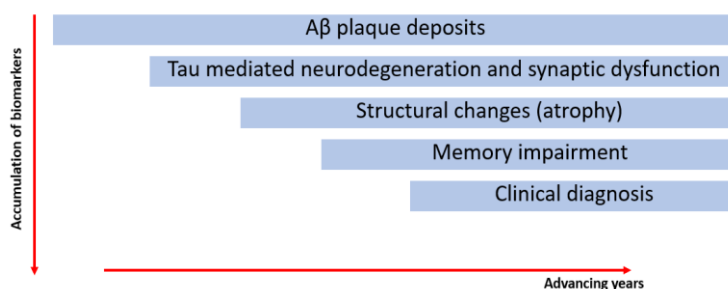 Aβ plaque deposits
Tau mediated neurodegeneration and synaptic dysfunction
Structural changes (atrophy)
Memory impairment
Clinical diagnosis
Accumulation of biomarkers
Advancing years